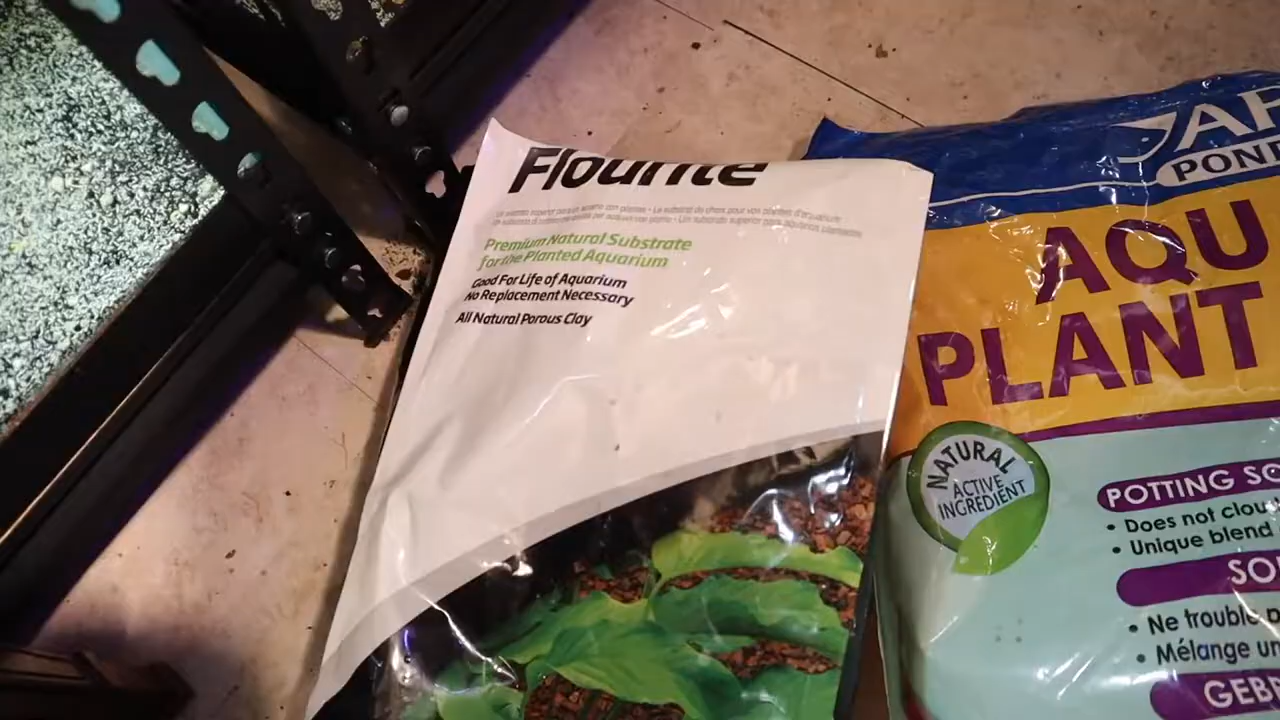 Flourite
Premium Natural Substrate
for the Planted Aquarium
Good For Life of Aquarium
No Replacement Necessary
All Natural Porous Clay
AP
POND
AQU
PLANT
NATURAL
ACTIVE
INGREDIENT
POTTING SO
• Does not clou
• Unique blend
SO
• Ne trouble p
• Mélange un
GEB